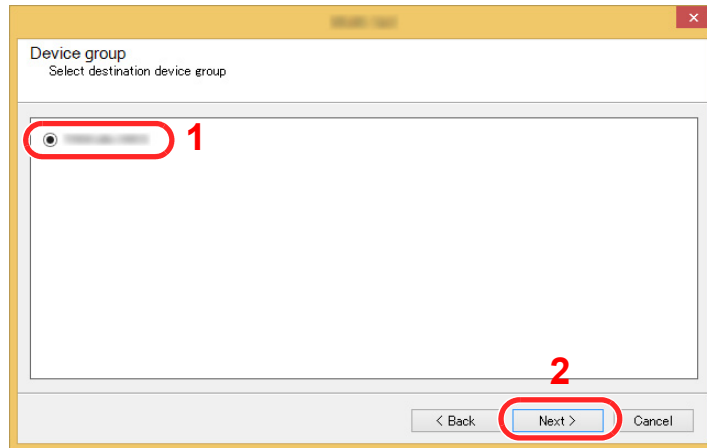 Device group
Select destination device group
1
2
< Back
Next >
Cancel